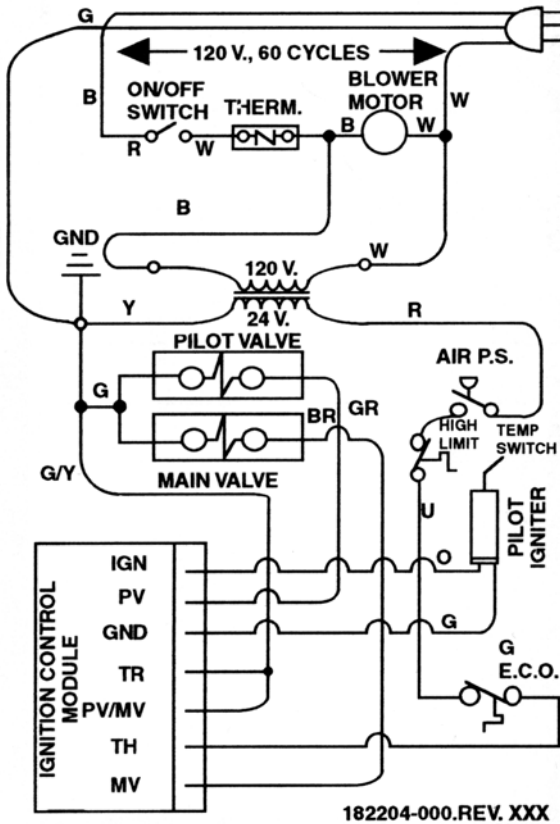 G
120 V., 60 CYCLES
ON/OFF
SWITCH
THERM.
BLOWER
MOTOR
B
W
R
W
B
W
B
GND
W
120 V.
Y
24 V.
R
PILOT VALVE
AIR P.S.
G
GR
BR
HIGH
LIMIT
TEMP
SWITCH
G/Y
MAIN VALVE
U
PILOT
IGNITER
IGNITION CONTROL
MODULE
IGN
O
PV
GND
G
G
E.C.O.
TR
PV/MV
TH
MV
182204-000.REV. XXX